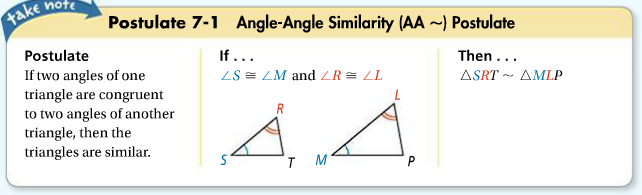 take note
Postulate 7-1 Angle-Angle Similarity (AA ~) Postulate
Postulate
If two angles of one
triangle are congruent
to two angles of another
triangle, then the
triangles are similar.
If . . .
∠S ≅ ∠M and ∠R ≅ ∠L
R
S
T
L
M
P
Then . . .
△SRT ~ △MLP